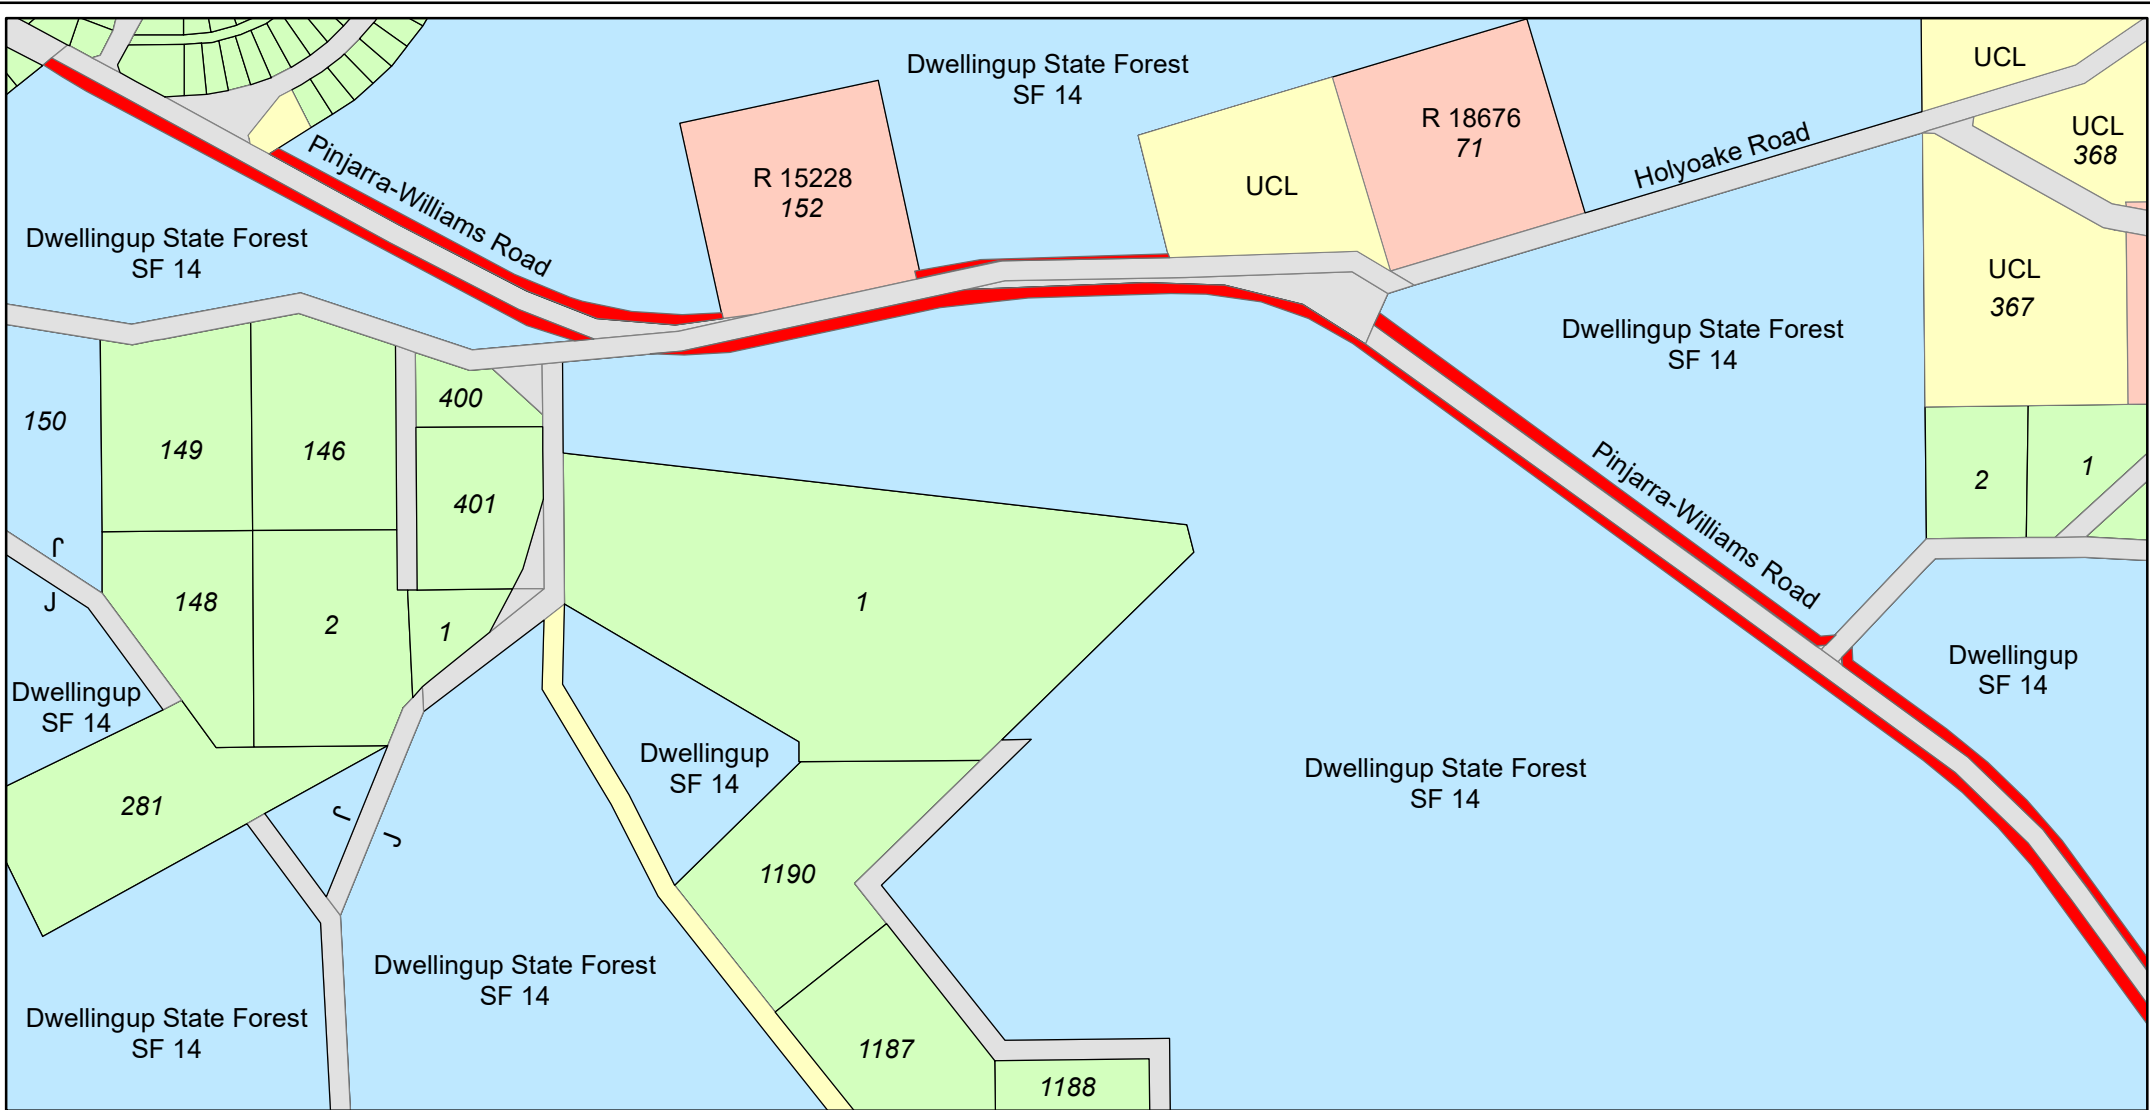 Dwellingup State Forest
SF 14
UCL
R 18676
71
UCL
368
Holyoake Road
Pinjarra-Williams Road
R 15228
152
UCL
Dwellingup State Forest
SF 14
UCL
367
Dwellingup State Forest
SF 14
150
149
146
400
401
2
1
Pinjarra-Williams Road
148
2
1
1
Dwellingup
SF 14
Dwellingup
SF 14
Dwellingup
SF 14
Dwellingup State Forest
SF 14
281
1190
Dwellingup State Forest
SF 14
Dwellingup State Forest
SF 14
1187
1188